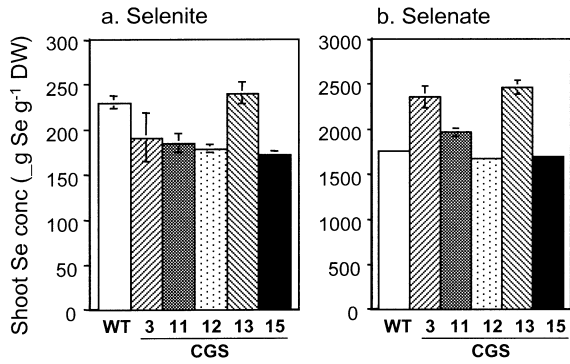 a. Selenite
b. Selenate
Shoot Se conc (_g Se g-1 DW)
300
250
200
150
100
50
0
WT 3 11 12 13 15
CGS
3000
2500
2000
1500
1000
500
0
WT 3 11 12 13 15
CGS